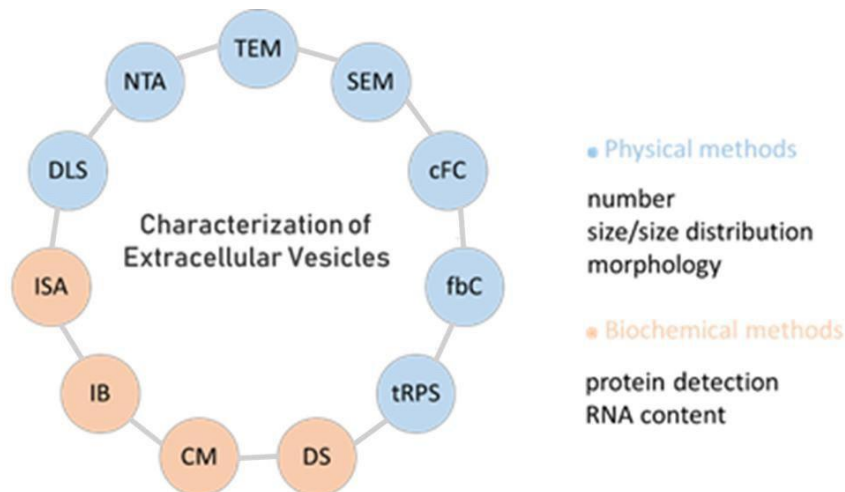 TEM
NTA
SEM
DLS
cFC
Characterization of
Extracellular Vesicles
ISA
fbC
IB
tRPS
CM
DS
Physical methods
number
size/size distribution
morphology
Biochemical methods
protein detection
RNA content